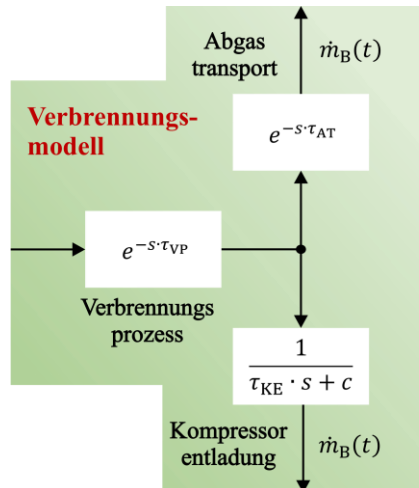 Abgas
transport
ṁ_B(t)
Verbrennungs-
modell
e^{-s·τ_AT}
e^{-s·τ_VP}
Verbrennungs
prozess
1
τ_KE · s + c
Kompressor
entladung
ṁ_B(t)